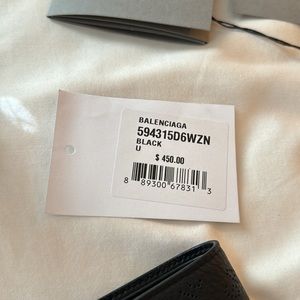 BALENCIAGA
594315D6WZN
BLACK
U
$ 450.00
8 89300 67831 3